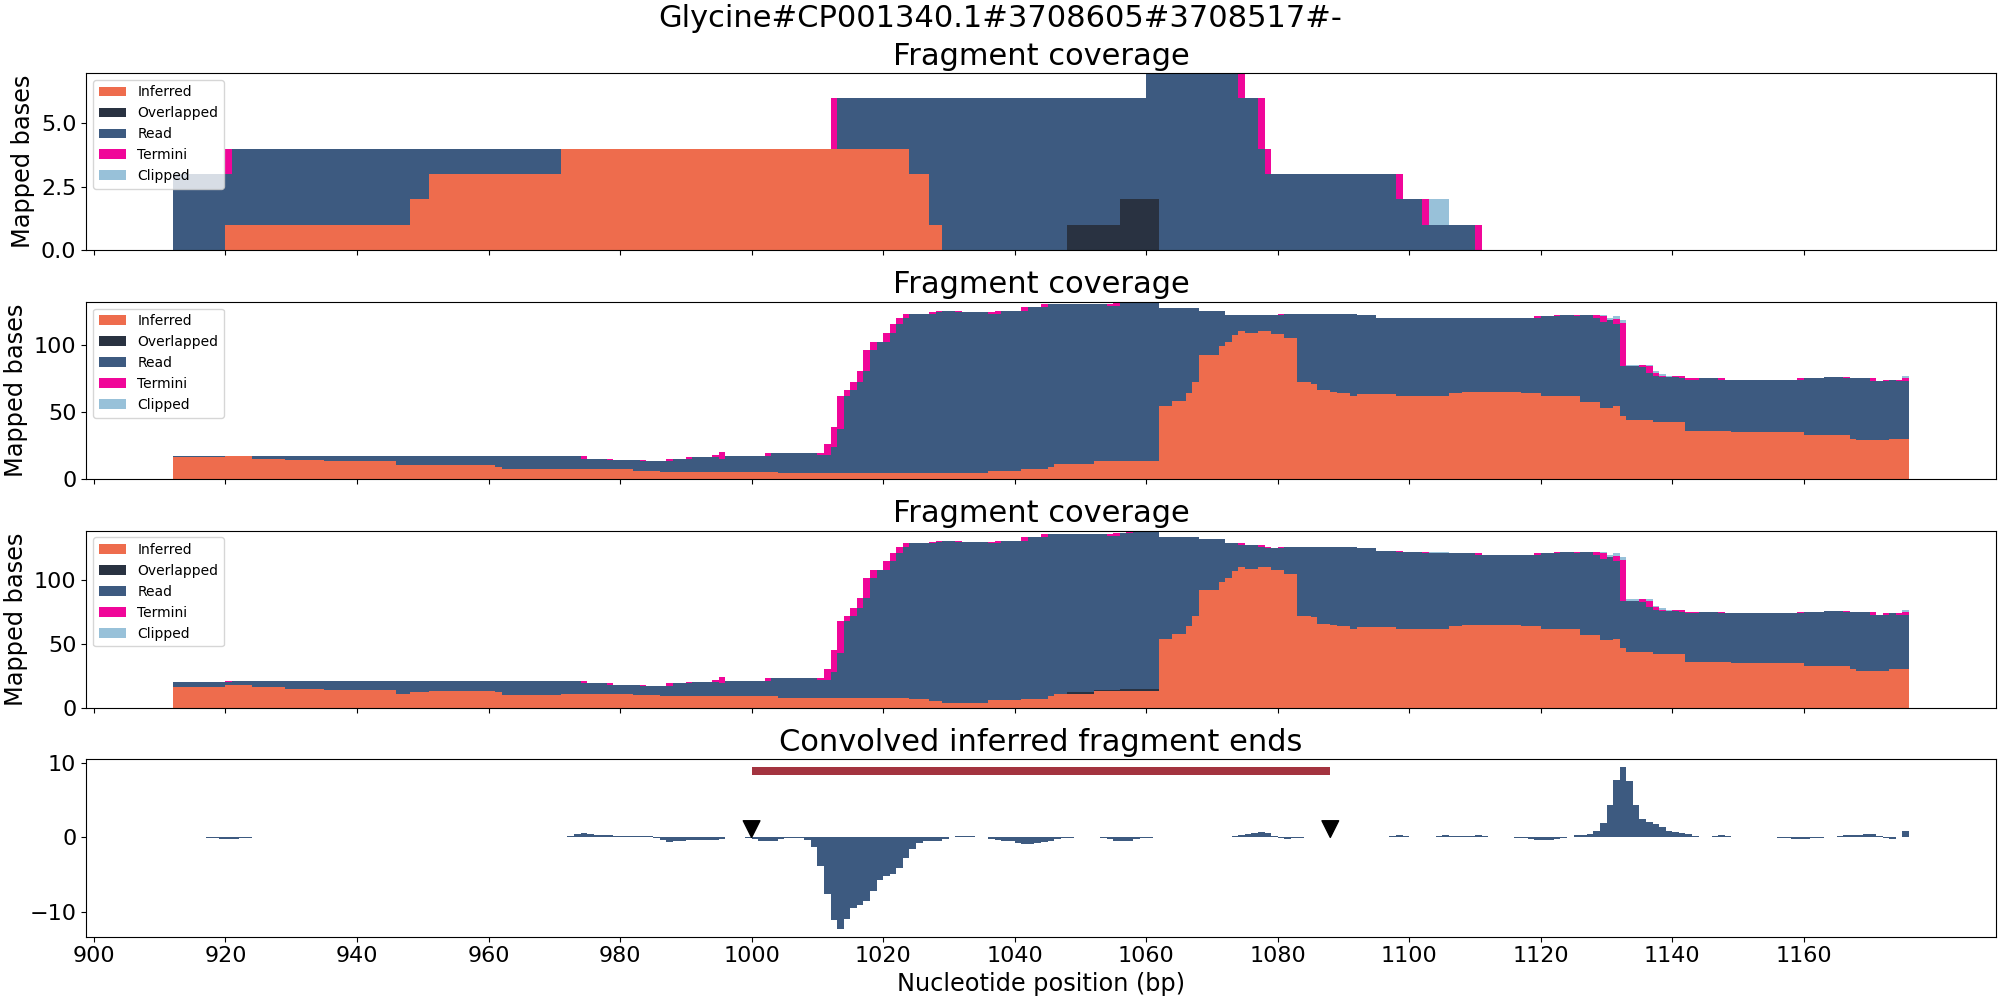 Glycine#CP001340.1#3708605#3708517#-
Fragment coverage
Mapped bases
5.0
2.5
0.0
Inferred
Overlapped
Read
Termini
Clipped
Fragment coverage
Mapped bases
100
50
0
Inferred
Overlapped
Read
Termini
Clipped
Fragment coverage
Mapped bases
100
50
0
Inferred
Overlapped
Read
Termini
Clipped
Convolved inferred fragment ends
10
0
−10
900 920 940 960 980 1000 1020 1040 1060 1080 1100 1120 1140 1160
Nucleotide position (bp)